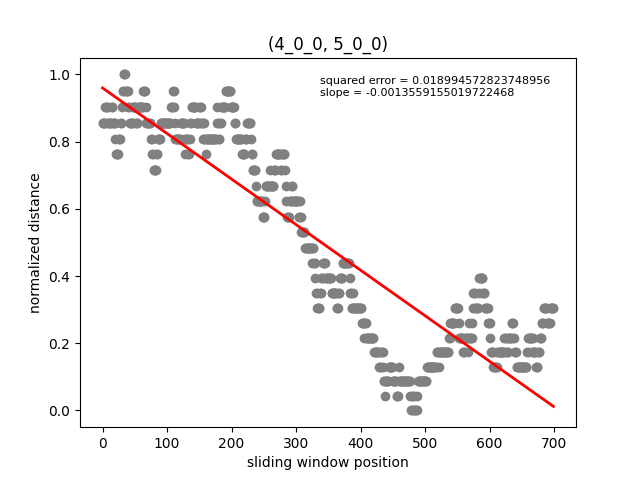 (4_0_0, 5_0_0)
squared error = 0.018994572823748956
slope = -0.0013559155019722468
normalized distance
1.0
0.8
0.6
0.4
0.2
0.0
0 100 200 300 400 500 600 700
sliding window position